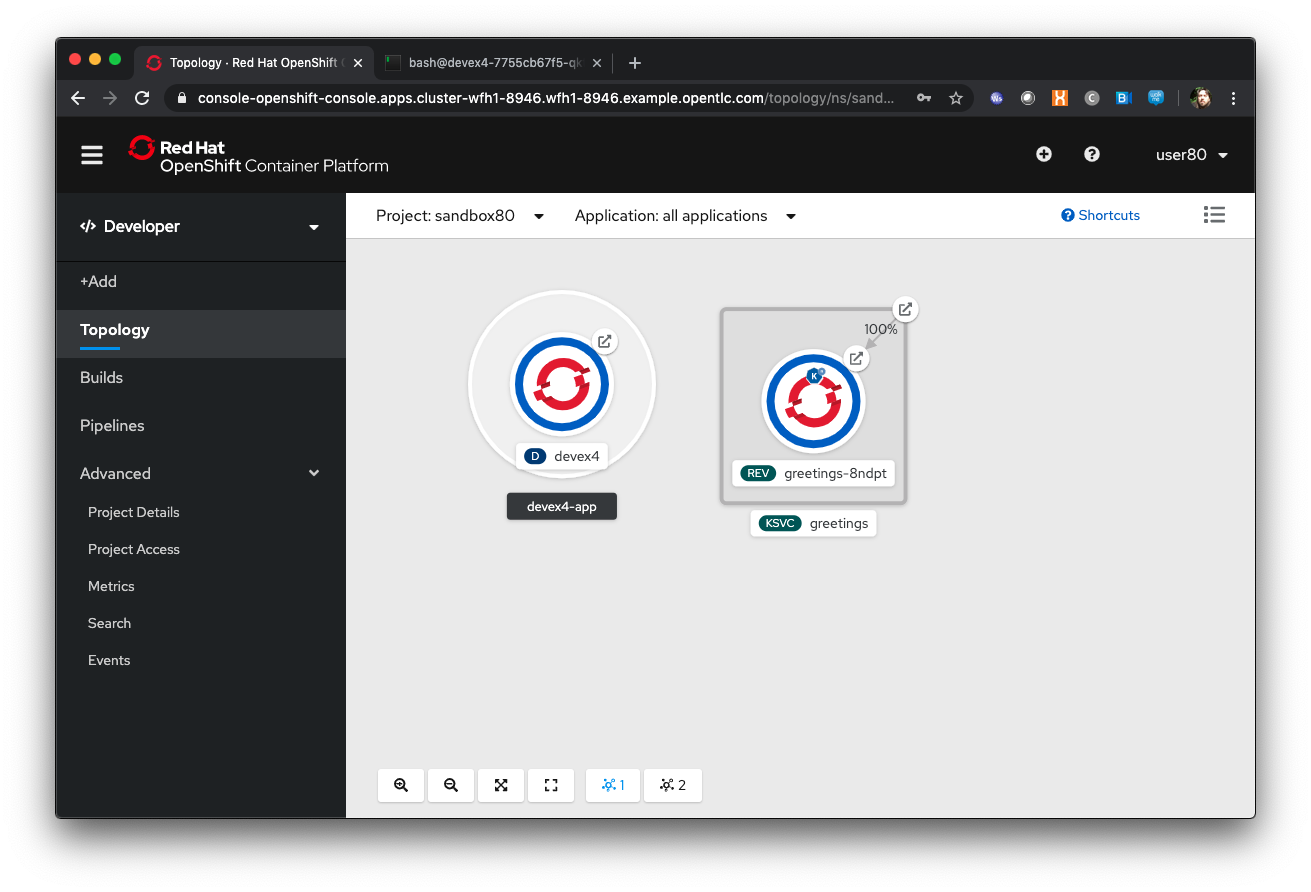 Topology · Red Hat OpenShift
bash@devex4-7755cb67f5-qk
console-openshift-console.apps.cluster-wfh1-8946.wfh1-8946.example.opentlc.com/topology/ns/sand...
Red Hat
OpenShift Container Platform
user80
Developer
Project: sandbox80
Application: all applications
Shortcuts
+Add
Topology
Builds
Pipelines
Advanced
Project Details
Project Access
Metrics
Search
Events
D devex4
devex4-app
100%
K
REV greetings-8ndpt
KSVC greetings
1
2